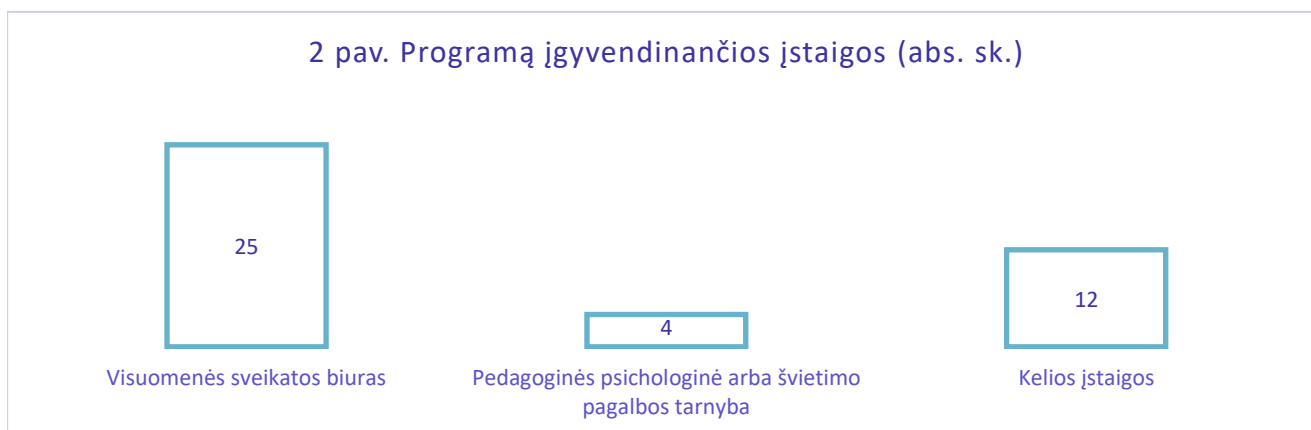 2 pav. Programą įgyvendinančios įstaigos (abs. sk.)
25
4
12
Visuomenės sveikatos biuras
Pedagoginės psichologinė arba švietimo
pagalbos tarnyba
Kelios įstaigos